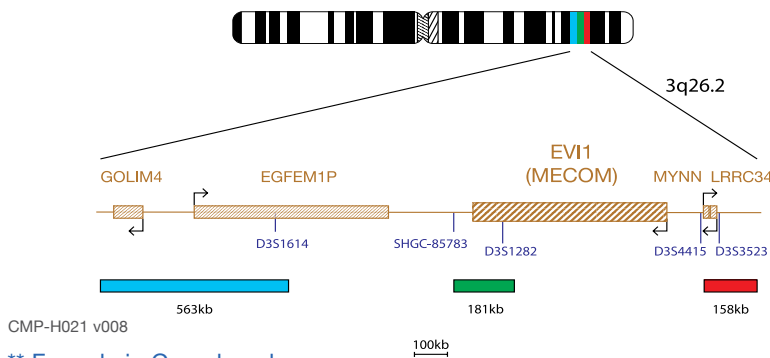 3q26.2
EVI1
(MECOM)
GOLIM4 EGFEM1P MYNN LRRC34
D3S1614 SHGC-85783 D3S1282 D3S4415 D3S3523
563kb 181kb 158kb
CMP-H021 v008
100kb
**